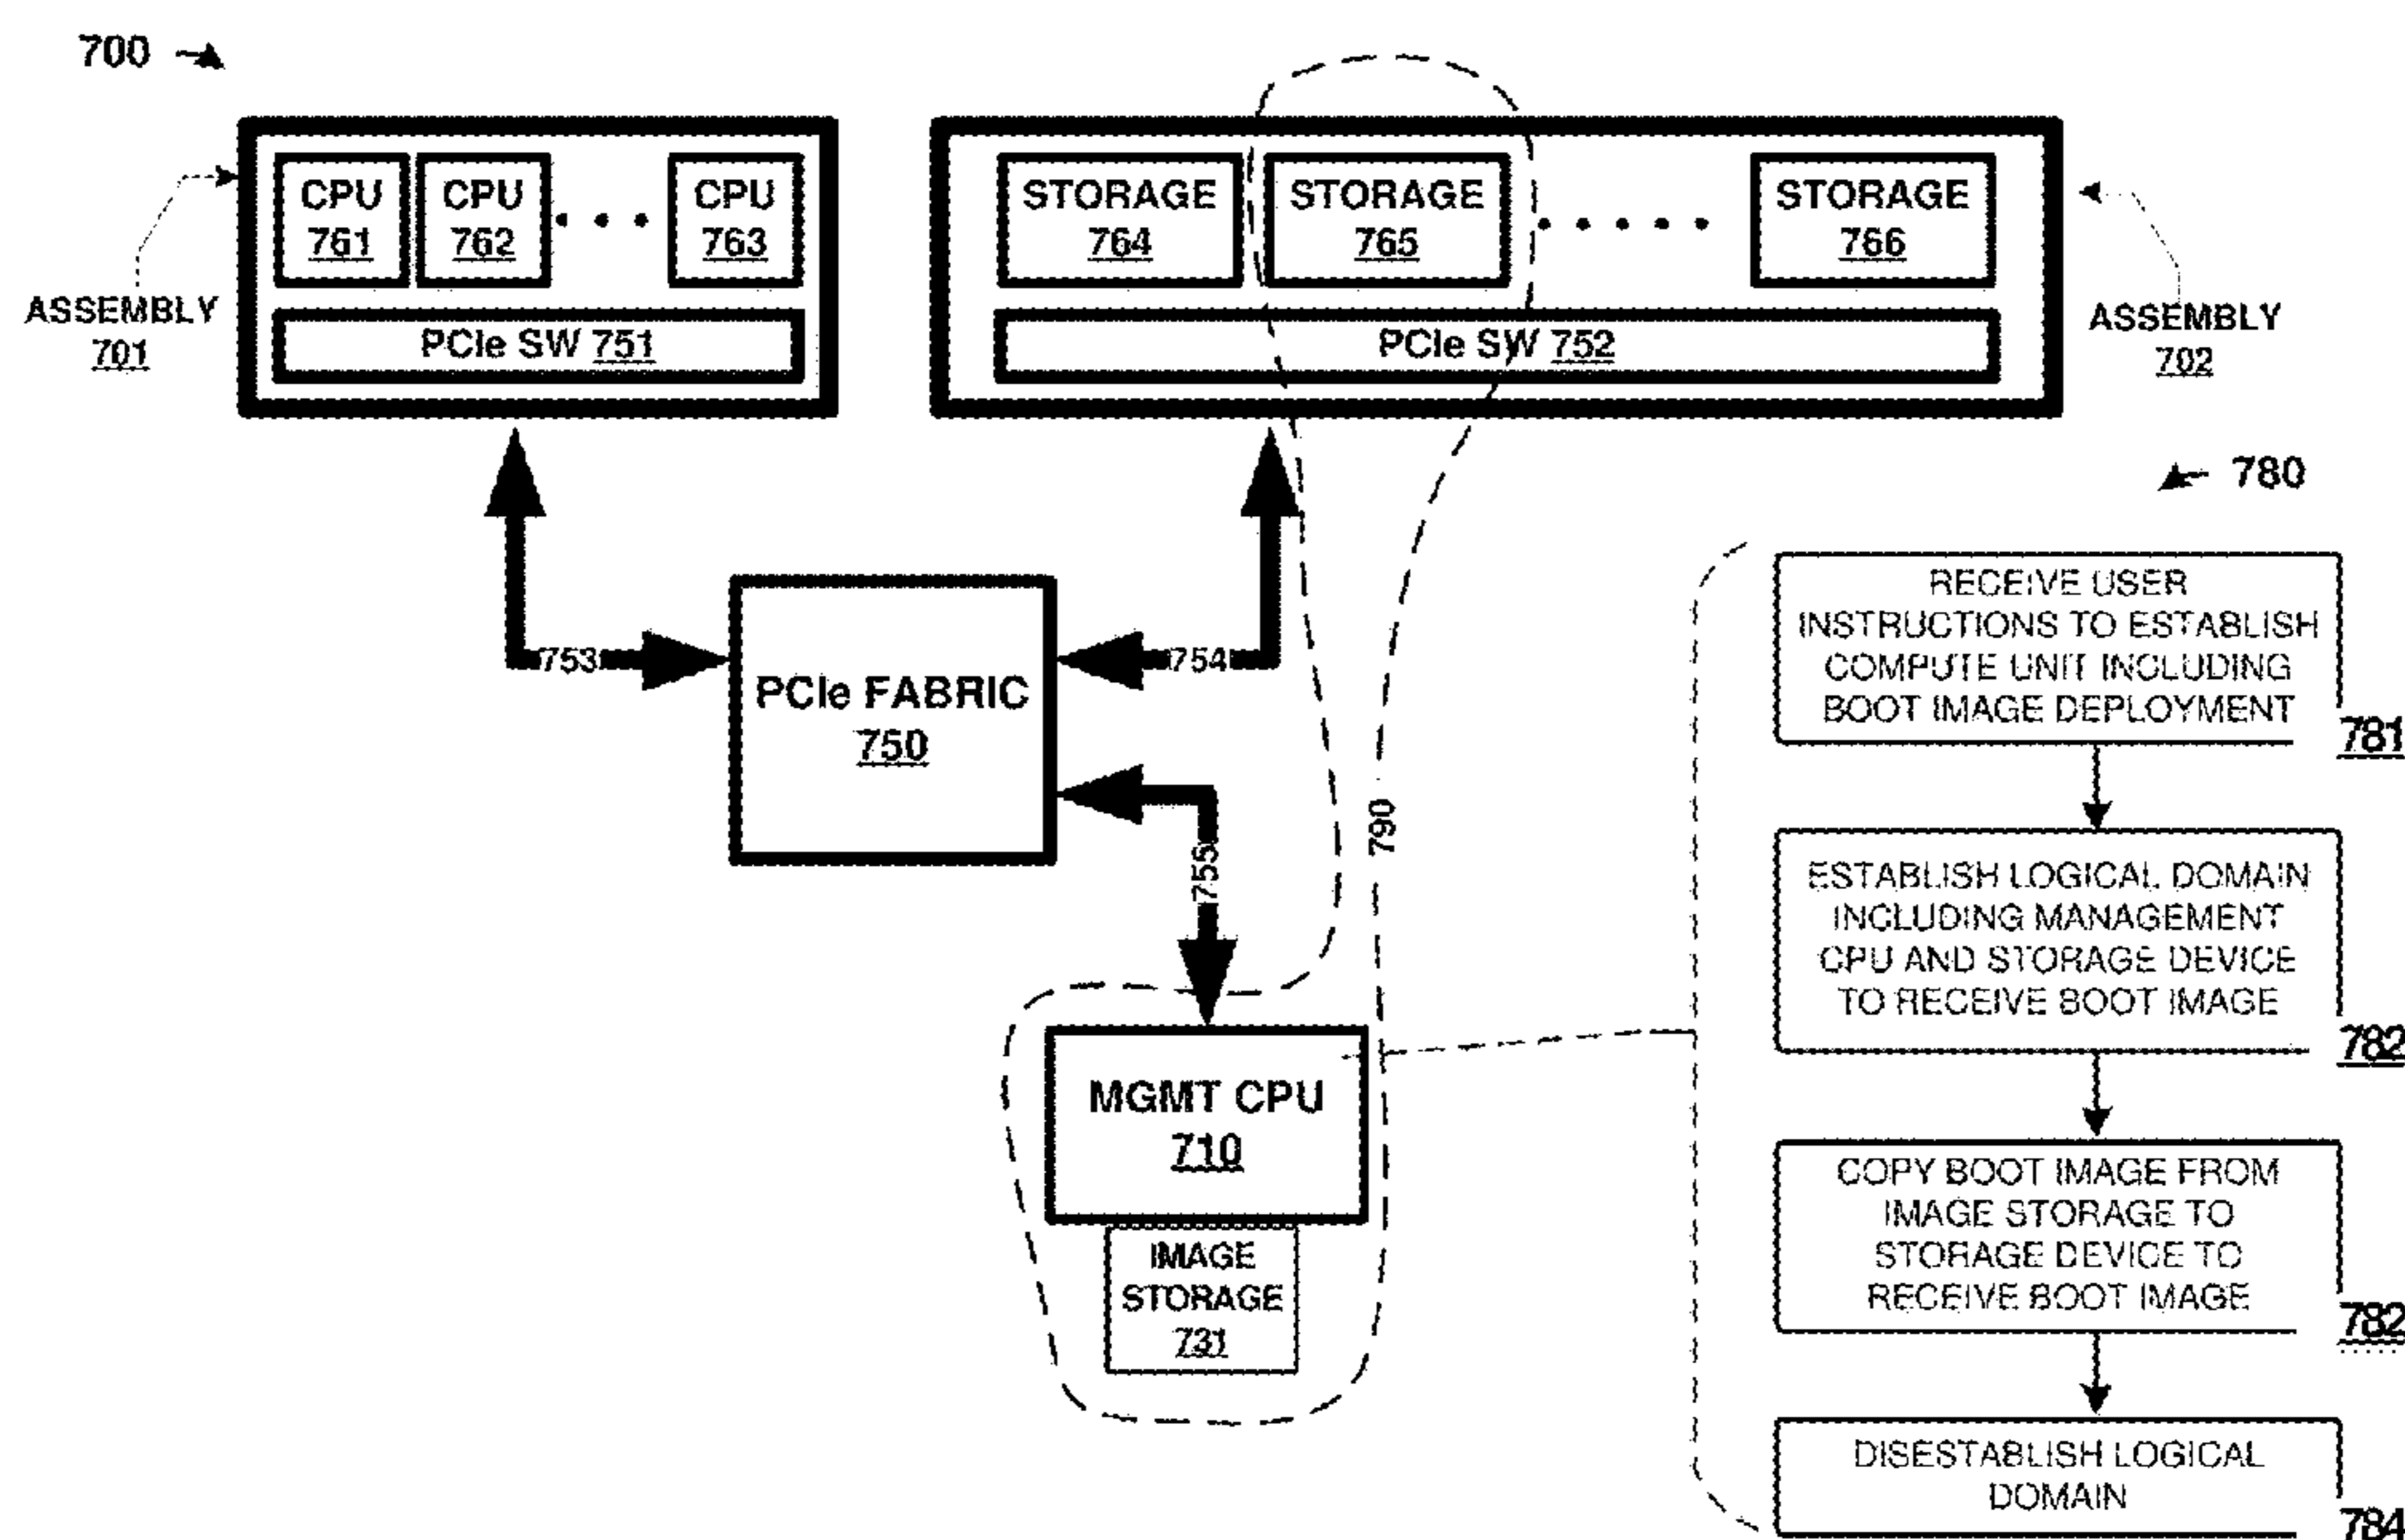 700
CPU
761
CPU
762
CPU
763
PCIe SW 751
ASSEMBLY
701
STORAGE
764
STORAGE
765
STORAGE
766
PCIe SW 752
ASSEMBLY
702
753
754
PCIe FABRIC
750
755
790
MGMT CPU
710
IMAGE
STORAGE
731
780
RECEIVE USER
INSTRUCTIONS TO ESTABLISH
COMPUTE UNIT INCLUDING
BOOT IMAGE DEPLOYMENT
781
ESTABLISH LOGICAL DOMAIN
INCLUDING MANAGEMENT
CPU AND STORAGE DEVICE
TO RECEIVE BOOT IMAGE
782
COPY BOOT IMAGE FROM
IMAGE STORAGE TO
STORAGE DEVICE TO
RECEIVE BOOT IMAGE
782
DISESTABLISH LOGICAL
DOMAIN
784